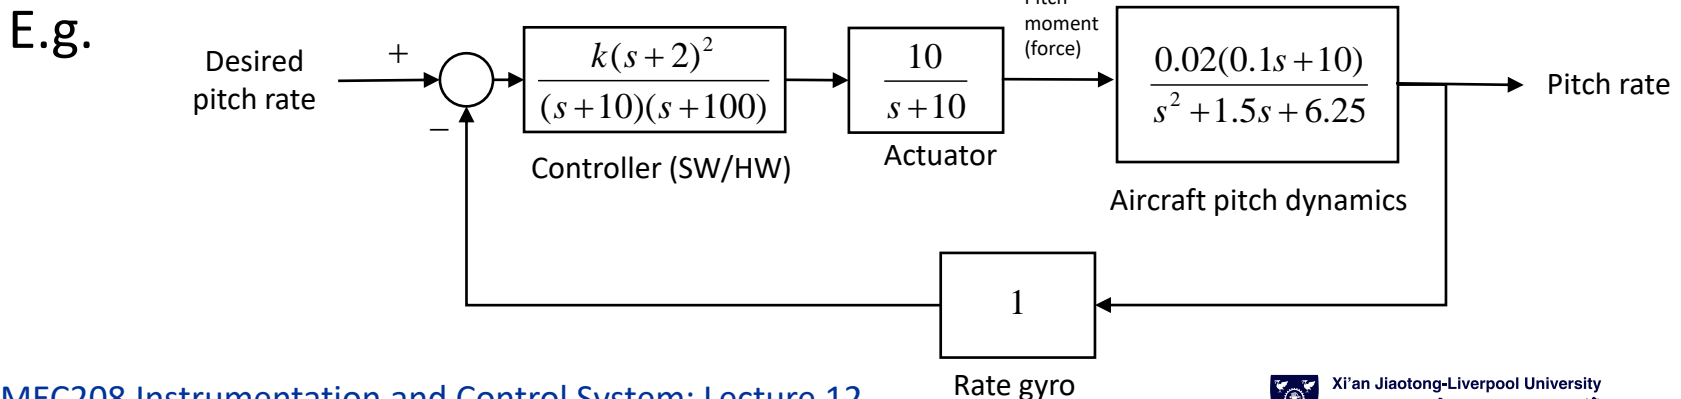 E.g.
Desired
pitch rate
+
−
k(s+2)²
(s+10)(s+100)
Controller (SW/HW)
10
s+10
Actuator
moment
(force)
0.02(0.1s+10)
s²+1.5s+6.25
Aircraft pitch dynamics
Pitch rate
1
Rate gyro
MEC208 Instrumentation and Control System: Lecture 12
Xi'an Jiaotong-Liverpool University